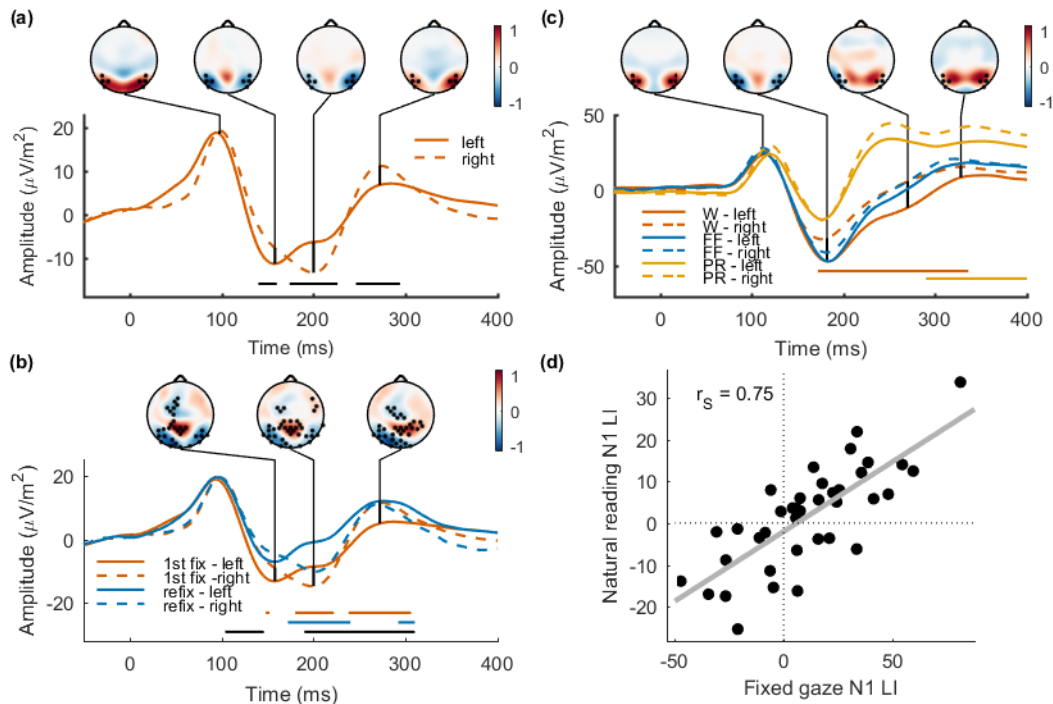 (a)
1
0
-1
20
10
0
-10
Amplitude (μV/m²)
left
right
0
100
200
300
400
Time (ms)
(b)
1
0
-1
20
0
-20
Amplitude (μV/m²)
1st fix - left
1st fix -right
refix - left
refix - right
0
100
200
300
400
Time (ms)
(c)
1
0
-1
50
0
-50
Amplitude (μV/m²)
W - left
W - right
FF - left
FF - right
PR - left
PR - right
0
100
200
300
400
Time (ms)
(d)
r_S = 0.75
30
20
10
0
-10
-20
Natural reading N1 LI
-50
0
50
Fixed gaze N1 LI